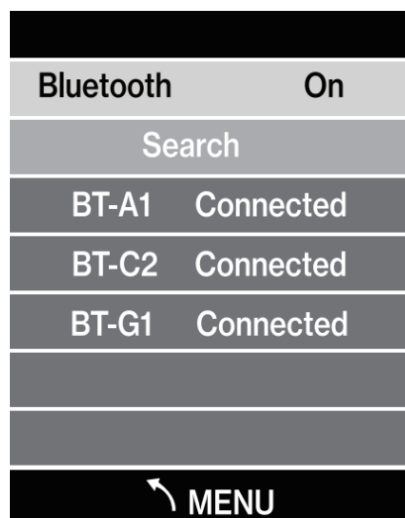 Bluetooth On
Search
BT-A1 Connected
BT-C2 Connected
BT-G1 Connected
MENU